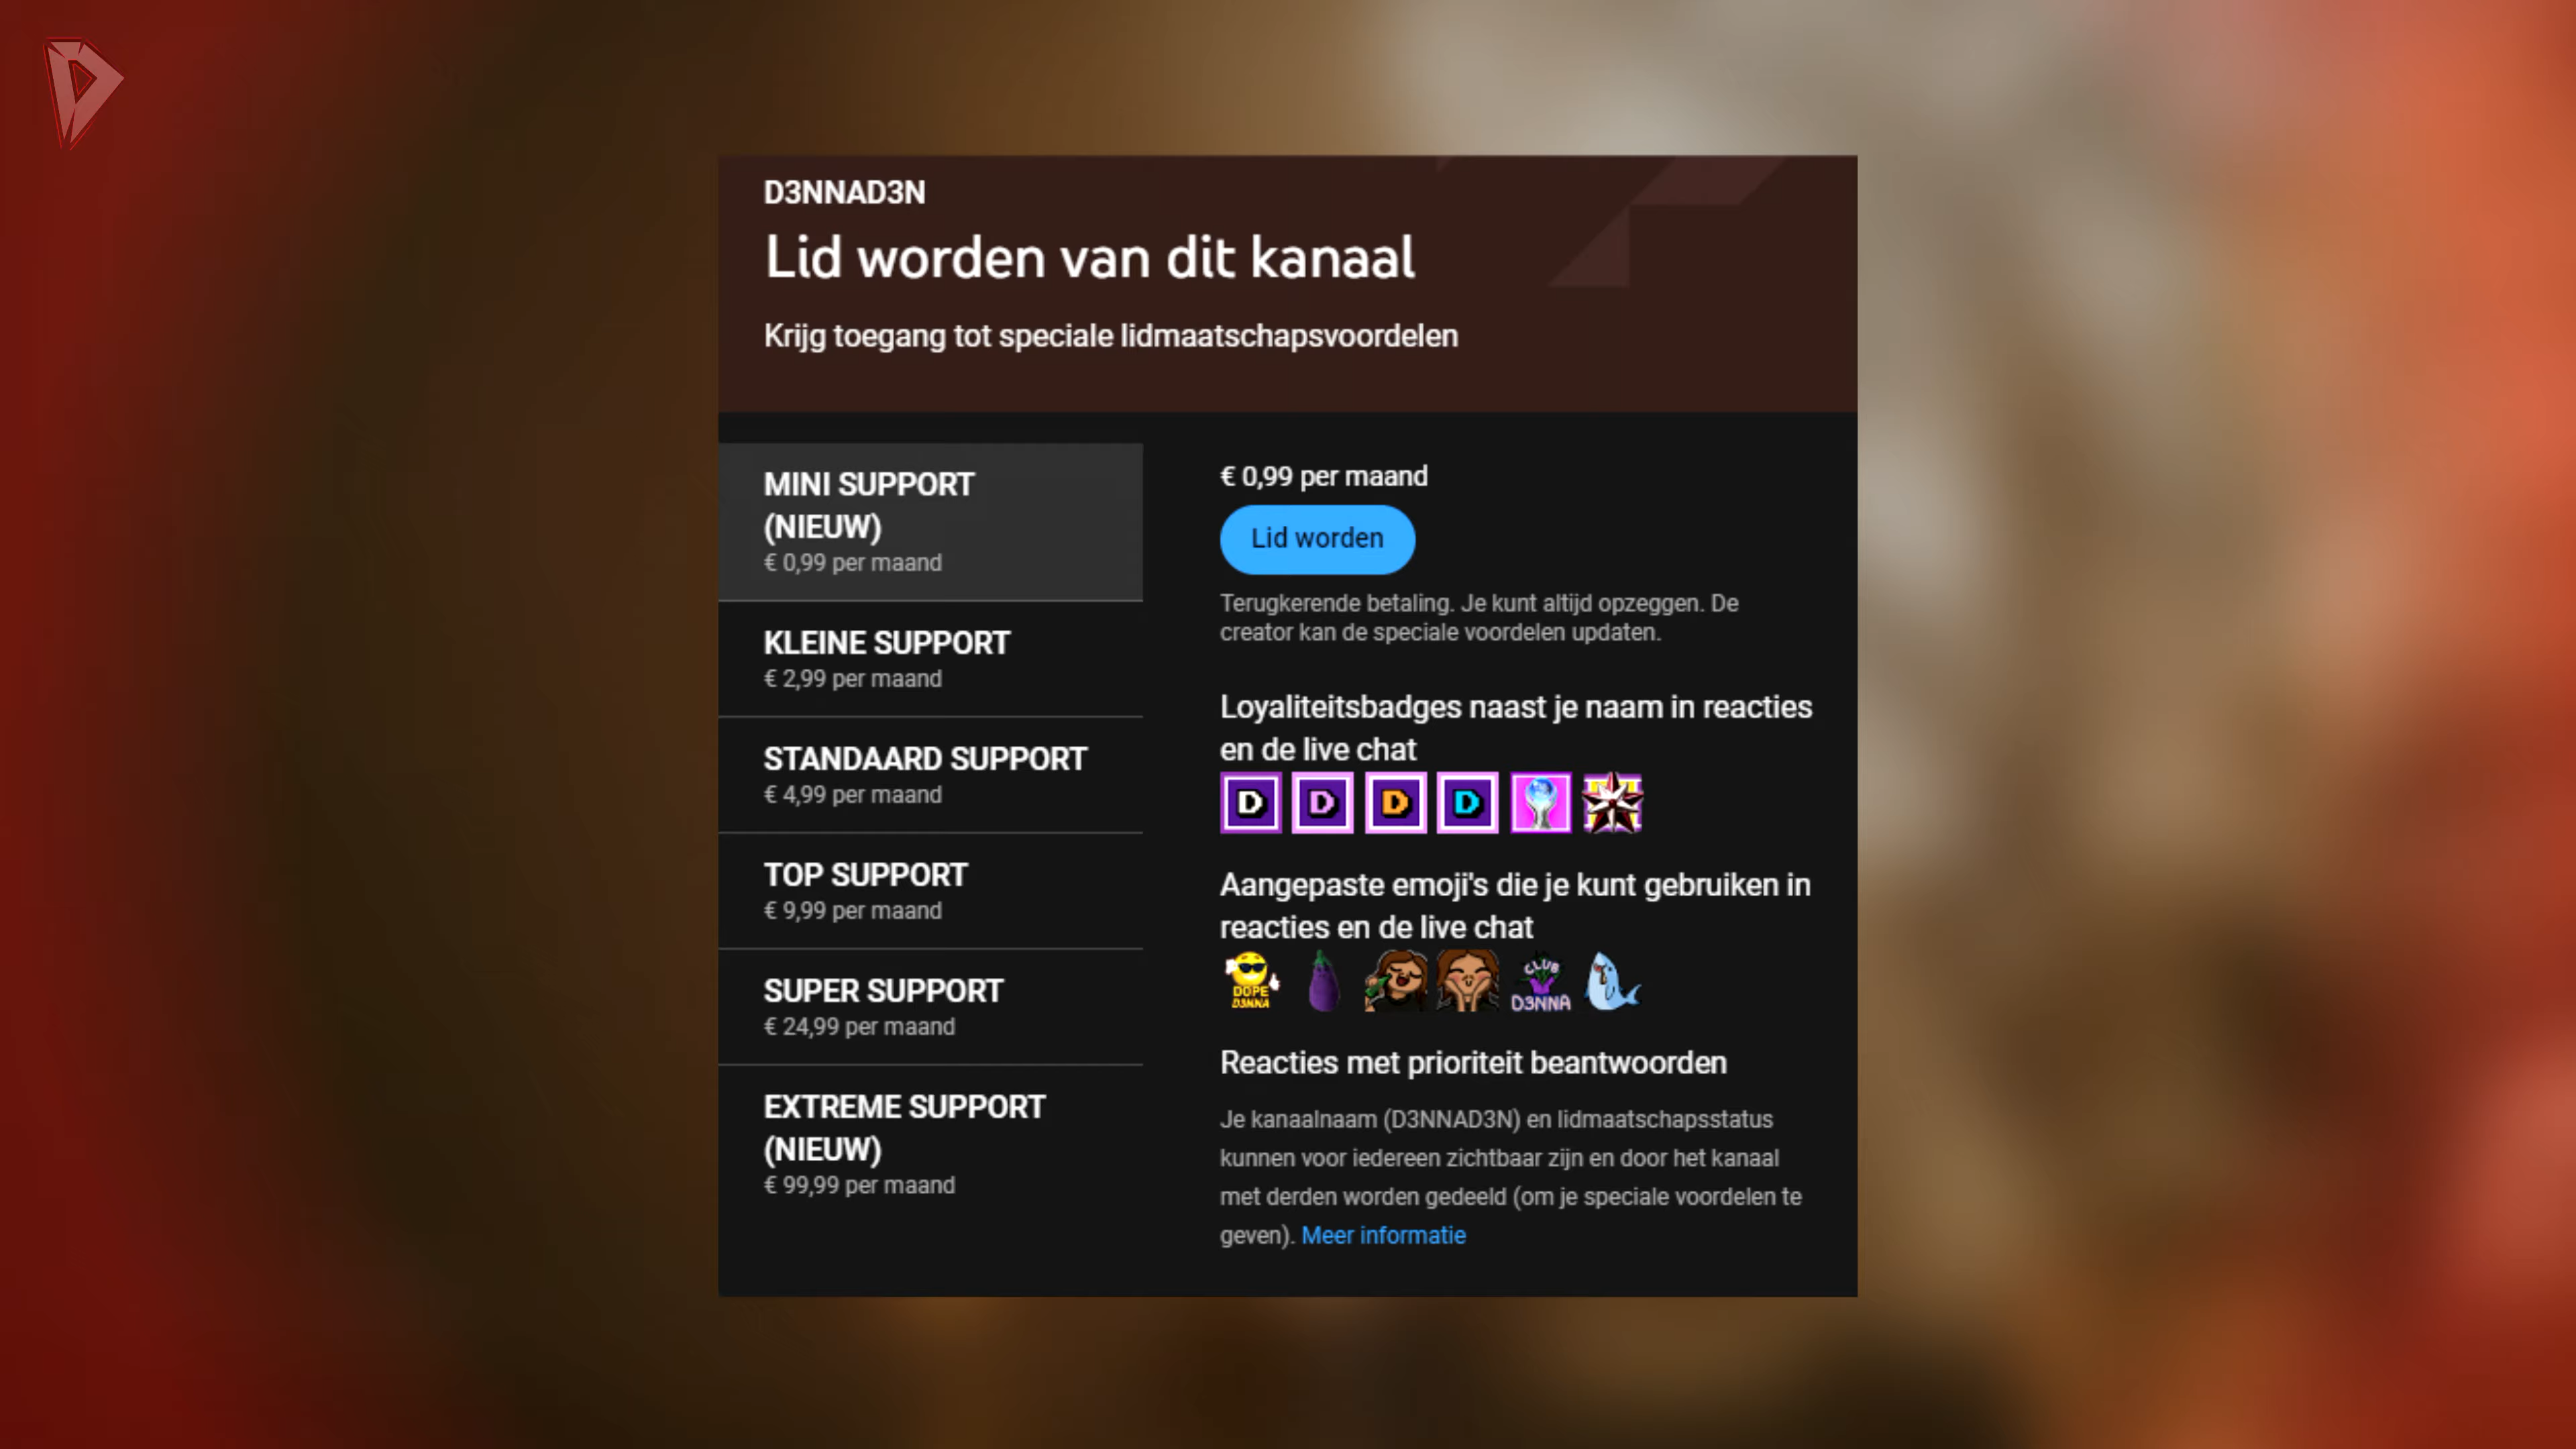 D3NNAD3N
Lid worden van dit kanaal
Krijg toegang tot speciale lidmaatschapsvoordelen
MINI SUPPORT
(NIEUW)
€ 0,99 per maand
KLEINE SUPPORT
€ 2,99 per maand
STANDAARD SUPPORT
€ 4,99 per maand
TOP SUPPORT
€ 9,99 per maand
SUPER SUPPORT
€ 24,99 per maand
EXTREME SUPPORT
(NIEUW)
€ 99,99 per maand
€ 0,99 per maand
Lid worden
Terugkerende betaling. Je kunt altijd opzeggen. De
creator kan de speciale voordelen updaten.
Loyaliteitsbadges naast je naam in reacties
en de live chat
D D D D
Aangepaste emoji's die je kunt gebruiken in
reacties en de live chat
DOPE
D3NNA
CLUB
D3NNA
Reacties met prioriteit beantwoorden
Je kanaalnaam (D3NNAD3N) en lidmaatschapsstatus
kunnen voor iedereen zichtbaar zijn en door het kanaal
met derden worden gedeeld (om je speciale voordelen te
geven). Meer informatie